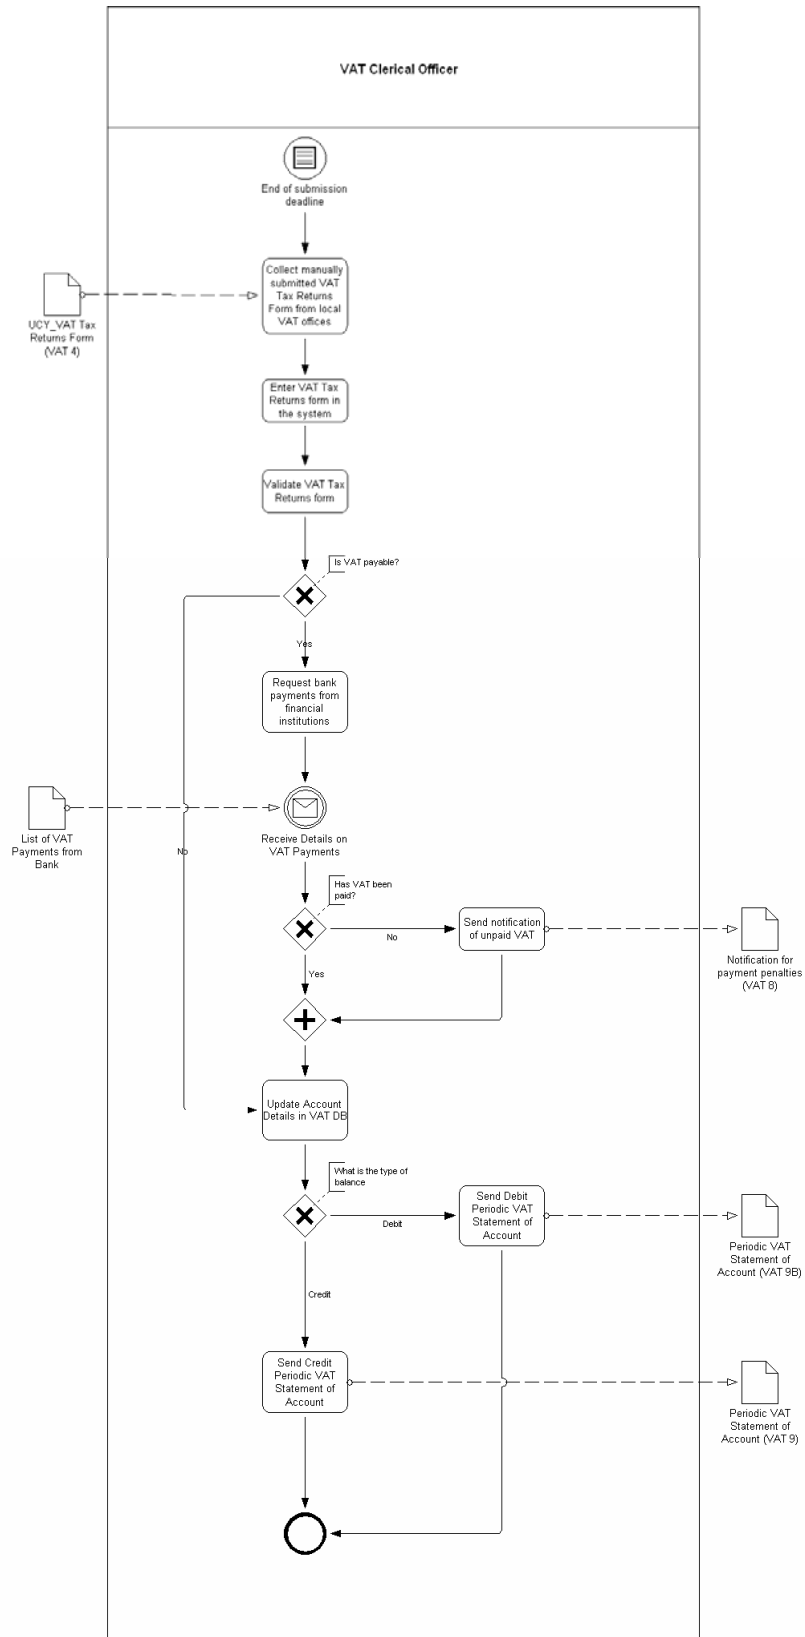 VAT Clerical Officer
End of submission
deadline
Collect manually
submitted VAT
Tax Returns
Form from local
VAT offices
UCY_VAT Tax
Returns Form
(VAT 4)
Enter VAT Tax
Returns form in
the system
Validate VAT Tax
Returns form
Is VAT payable?
Yes
Request bank
payments from
financial
institutions
List of VAT
Payments from
Bank
Receive Details on
VAT Payments
No
Has VAT been
paid?
No
Send notification
of unpaid VAT
Notification for
payment penalties
(VAT 8)
Yes
Update Account
Details in VAT DB
What is the type of
balance
Debit
Send Debit
Periodic VAT
Statement of
Account
Periodic VAT
Statement of
Account (VAT 9B)
Credit
Send Credit
Periodic VAT
Statement of
Account
Periodic VAT
Statement of
Account (VAT 9)